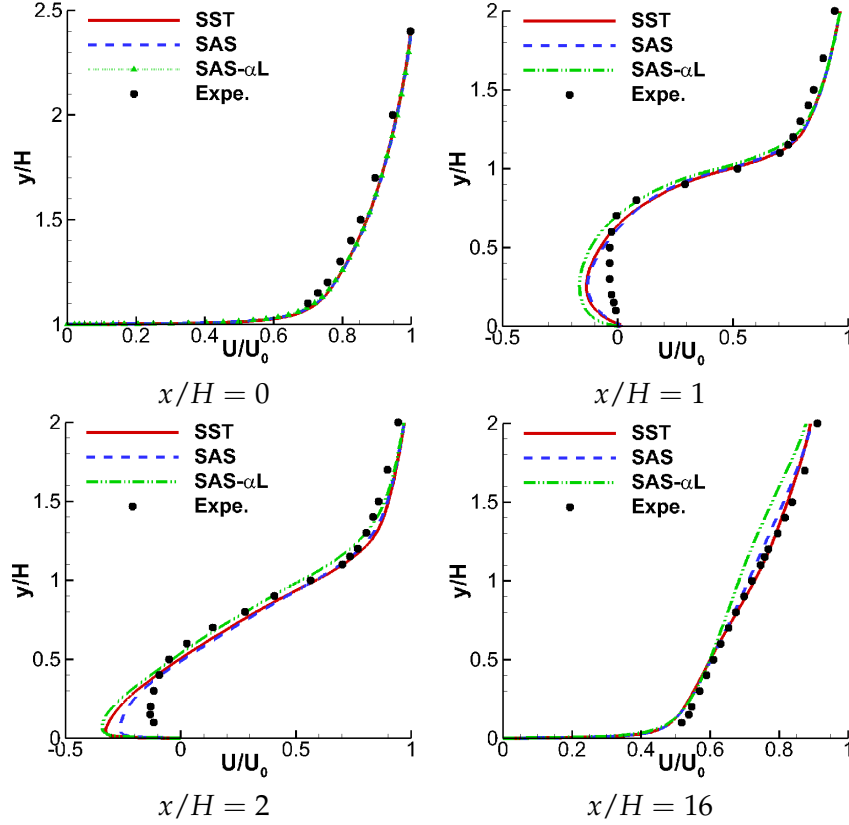 2.5
2
1.5
1
y/H
0 0.2 0.4 0.6 0.8 1
U/U₀
SST
SAS
SAS-αL
Expe.
x/H = 0
2
1.5
1
0.5
0
y/H
-0.5 0 0.5 1
U/U₀
SST
SAS
SAS-αL
Expe.
x/H = 1
2
1.5
1
0.5
0
y/H
-0.5 0 0.5 1
U/U₀
SST
SAS
SAS-αL
Expe.
x/H = 2
2
1.5
1
0.5
0
y/H
0 0.2 0.4 0.6 0.8 1
U/U₀
SST
SAS
SAS-αL
Expe.
x/H = 16